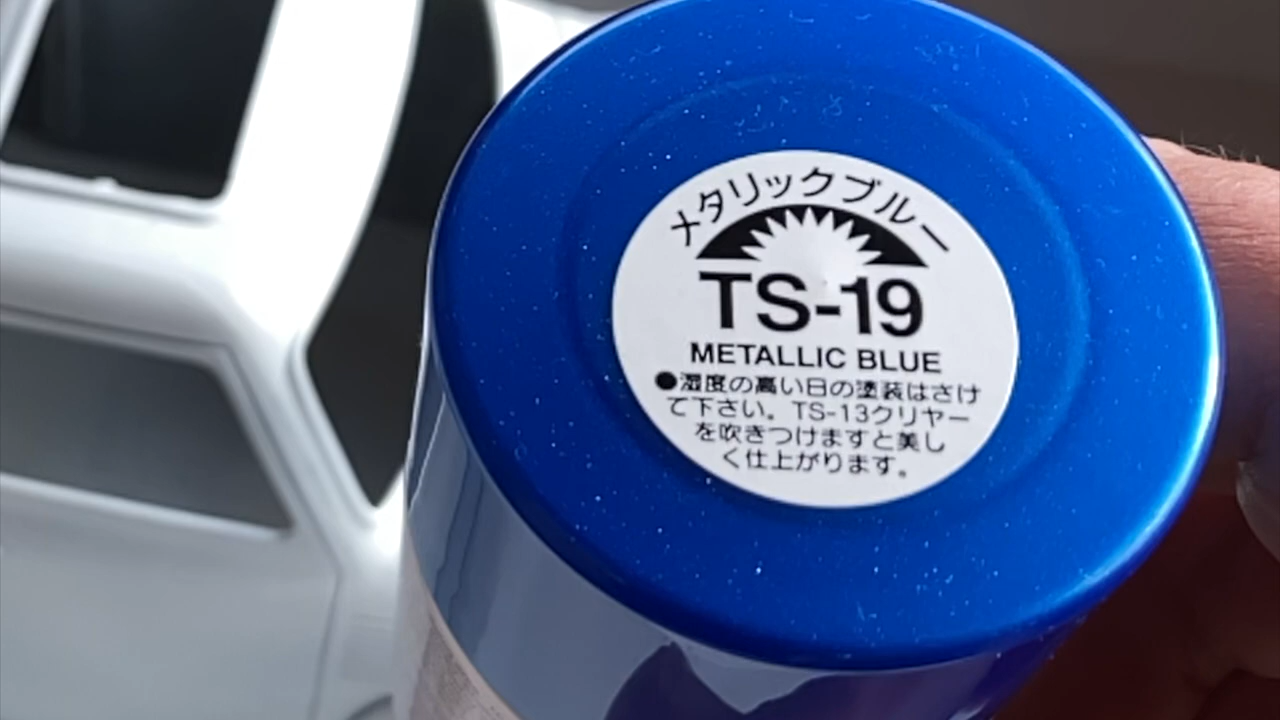 メタリックブルー
TS-19
METALLIC BLUE
●湿度の高い日の塗装はさけ
て下さい。TS-13クリヤー
を吹きつけますと美し
く仕上がります。